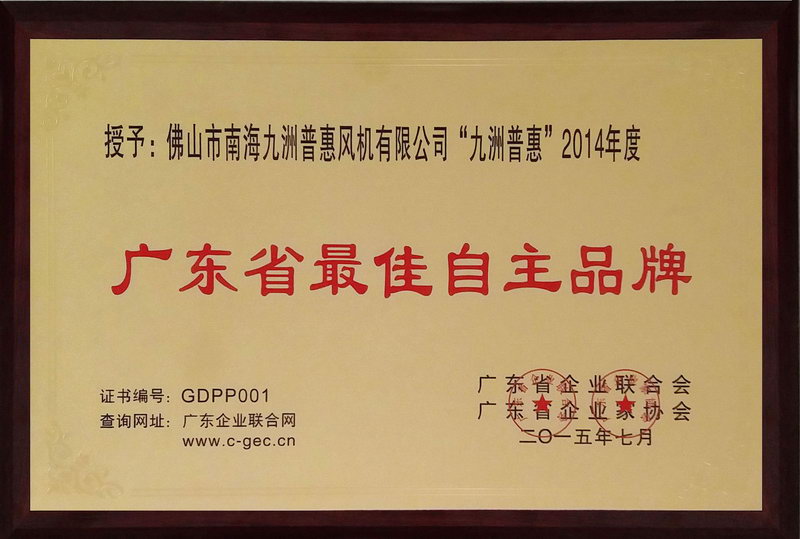 授予：佛山市南海九洲普惠风机有限公司“九洲普惠”2014年度
广东省最佳自主品牌
证书编号：GDPP001
查询网址：广东企业联合网
www.c-gec.cn
广东省企业联合会
广东省企业家协会
二〇一五年七月